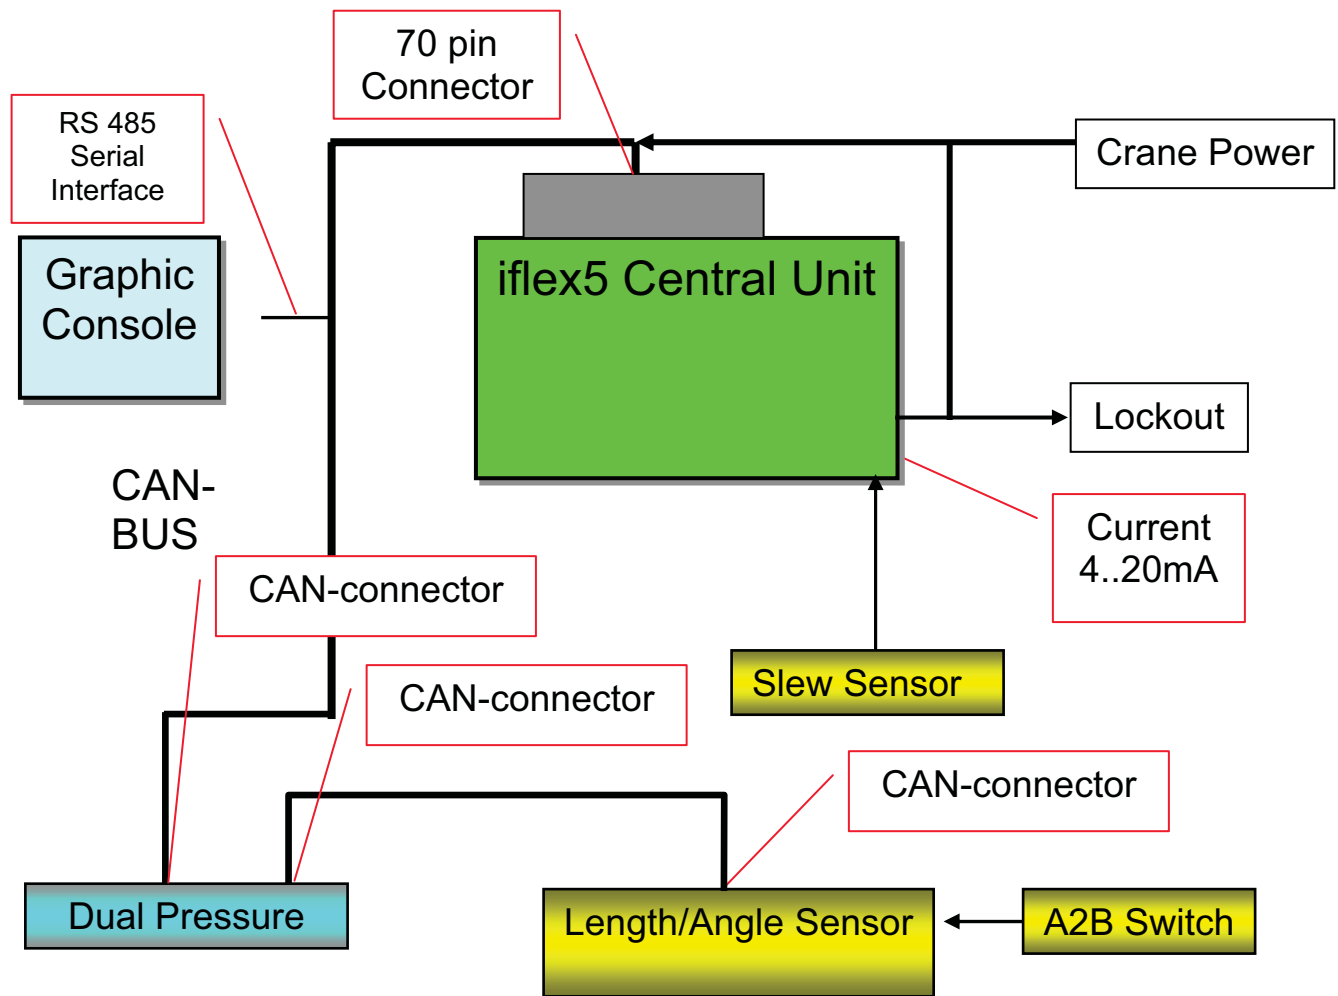 70 pin
Connector
RS 485
Serial
Interface
Crane Power
Graphic
Console
iflex5 Central Unit
Lockout
CAN-
BUS
Current
4..20mA
CAN-connector
Slew Sensor
CAN-connector
CAN-connector
Dual Pressure
Length/Angle Sensor
A2B Switch